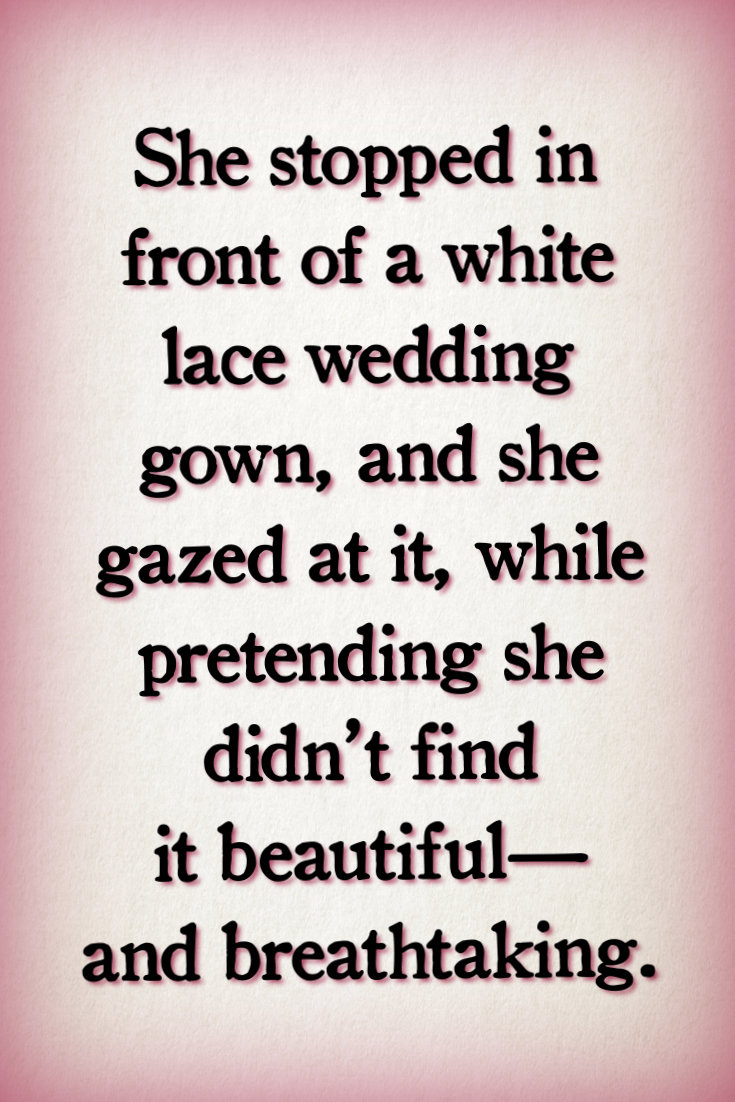 She stopped in
front of a white
lace wedding
gown, and she
gazed at it, while
pretending she
didn’t find
it beautiful—
and breathtaking.